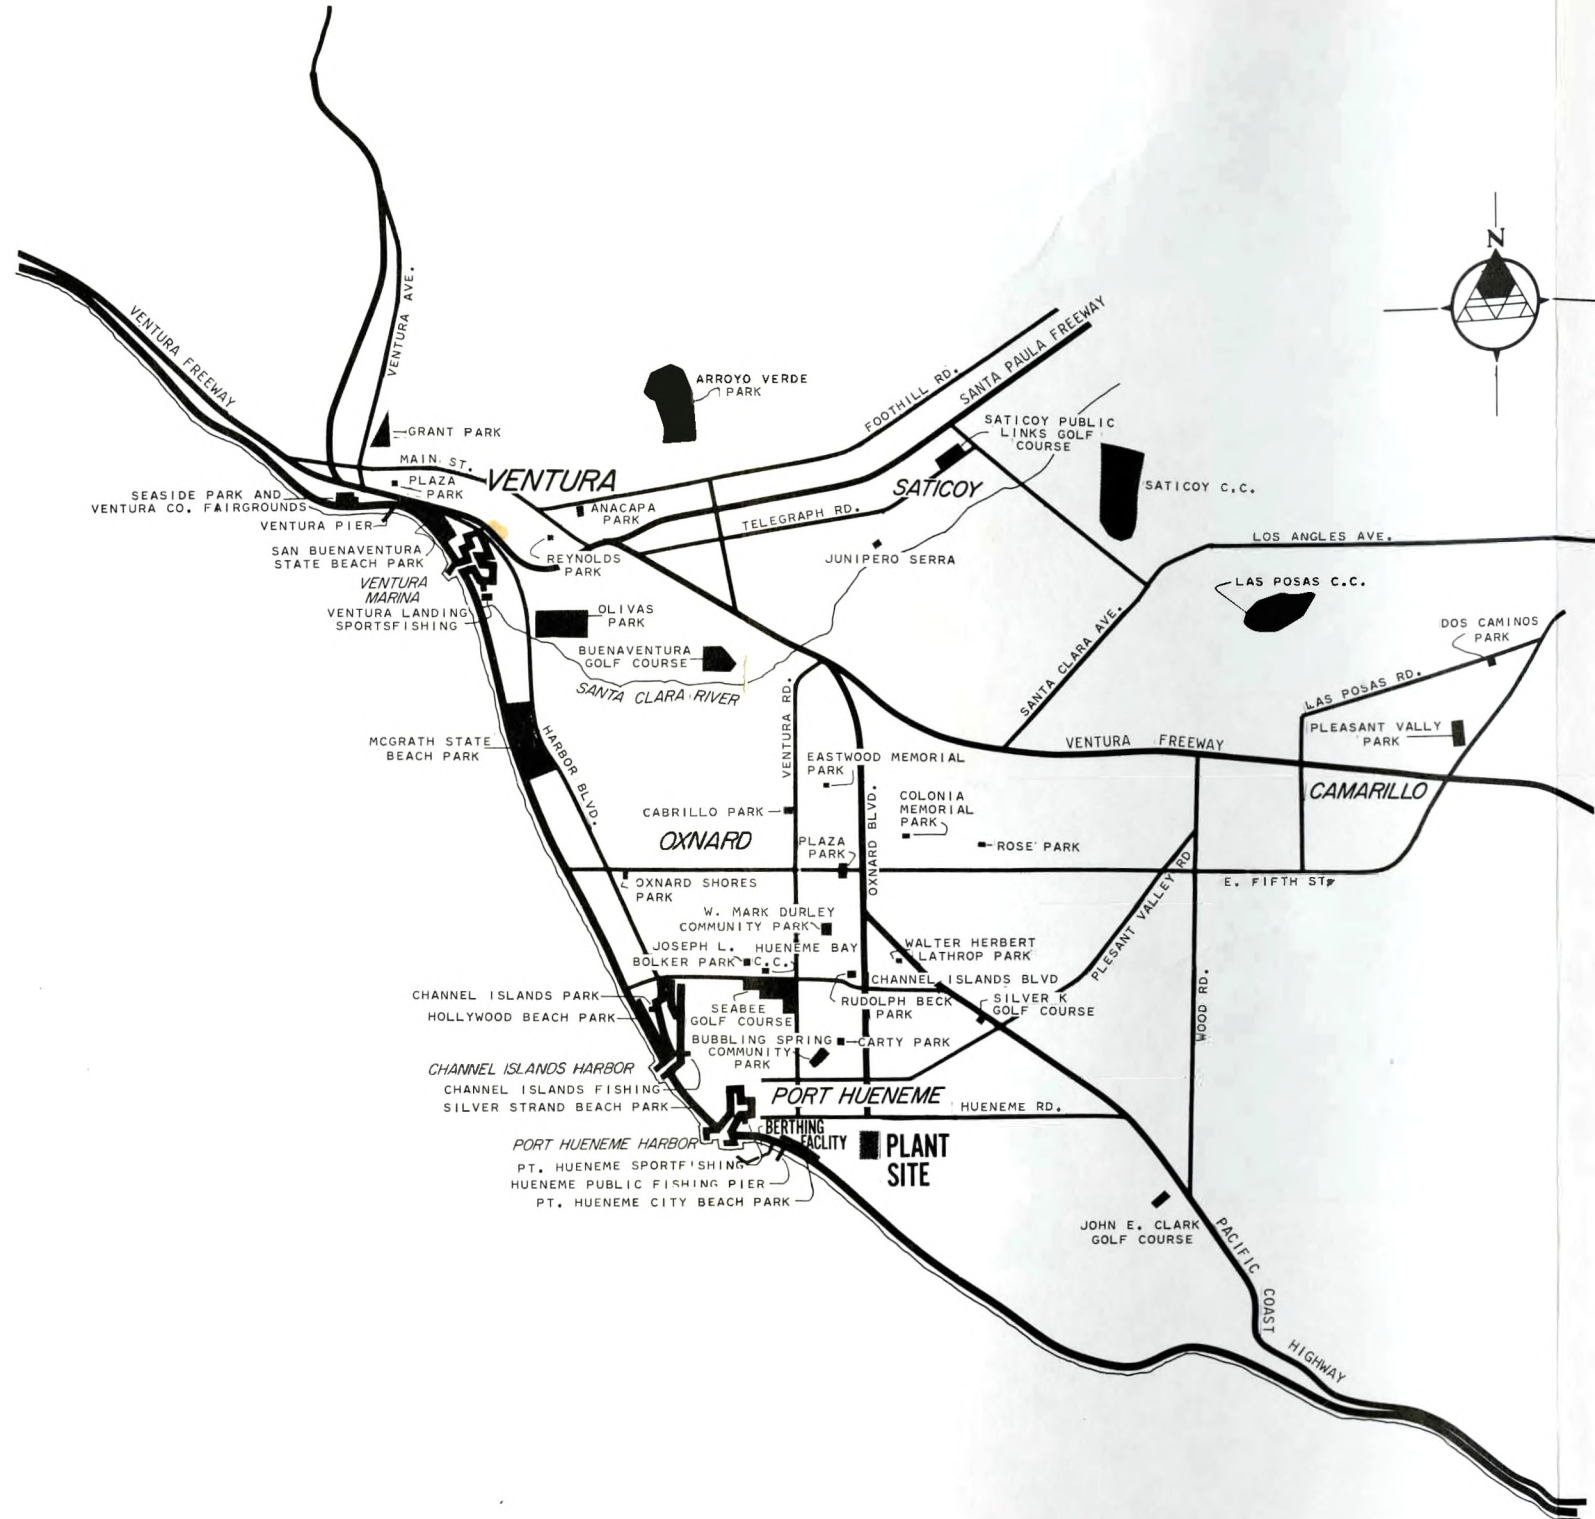 N
VENTURA AVE.
VENTURA FREEWAY
ARROYO VERDE
PARK
FOOTHILL RD.
SANTA PAULA FREEWAY
GRANT PARK
SATICOY PUBLIC
LINKS GOLF
COURSE
MAIN ST.
VENTURA
PLAZA
PARK
SATICOY
SATICOY C.C.
SEASIDE PARK AND
VENTURA CO. FAIRGROUNDS
ANACAPA
PARK
TELEGRAPH RD.
VENTURA PIER
LOS ANGLES AVE.
SAN BUENAVENTURA
STATE BEACH PARK
REYNOLDS
PARK
JUNIPERO SERRA
VENTURA
MARINA
LAS POSAS C.C.
VENTURA LANDING
SPORTSFISHING
OLIVAS
PARK
DOS CAMINOS
PARK
BUENAVENTURA
GOLF COURSE
SANTA CLARA AVE.
SANTA CLARA RIVER
LAS POSAS RD.
PLEASANT VALLY
PARK
MCGRATH STATE
BEACH PARK
HARBOR BLVD.
VENTURA RD.
VENTURA FREEWAY
EASTWOOD MEMORIAL
PARK
CAMARILLO
COLONIA
MEMORIAL
PARK
OXNARD BLVD.
CABRILLO PARK
OXNARD
PLAZA
PARK
ROSE PARK
OXNARD SHORES
PARK
E. FIFTH ST.
PLESANT VALLEY RD
W. MARK DURLEY
COMMUNITY PARK
JOSEPH L.
BOLKER PARK
HUENEME BAY
C.C.
WALTER HERBERT
LATHROP PARK
CHANNEL ISLANDS BLVD
WOOD RD.
CHANNEL ISLANDS PARK
HOLLYWOOD BEACH PARK
SEABEE
GOLF COURSE
RUDOLPH BECK
PARK
SILVER K
GOLF COURSE
BUBBLING SPRING
COMMUNITY
PARK
CARTY PARK
CHANNEL ISLANDS HARBOR
CHANNEL ISLANDS FISHING
SILVER STRAND BEACH PARK
PORT HUENEME
HUENEME RD.
BERTHING
FACLITY
PLANT
SITE
PORT HUENEME HARBOR
PT. HUENEME SPORTFISHING
HUENEME PUBLIC FISHING PIER
PT. HUENEME CITY BEACH PARK
JOHN E. CLARK
GOLF COURSE
PACIFIC COAST HIGHWAY